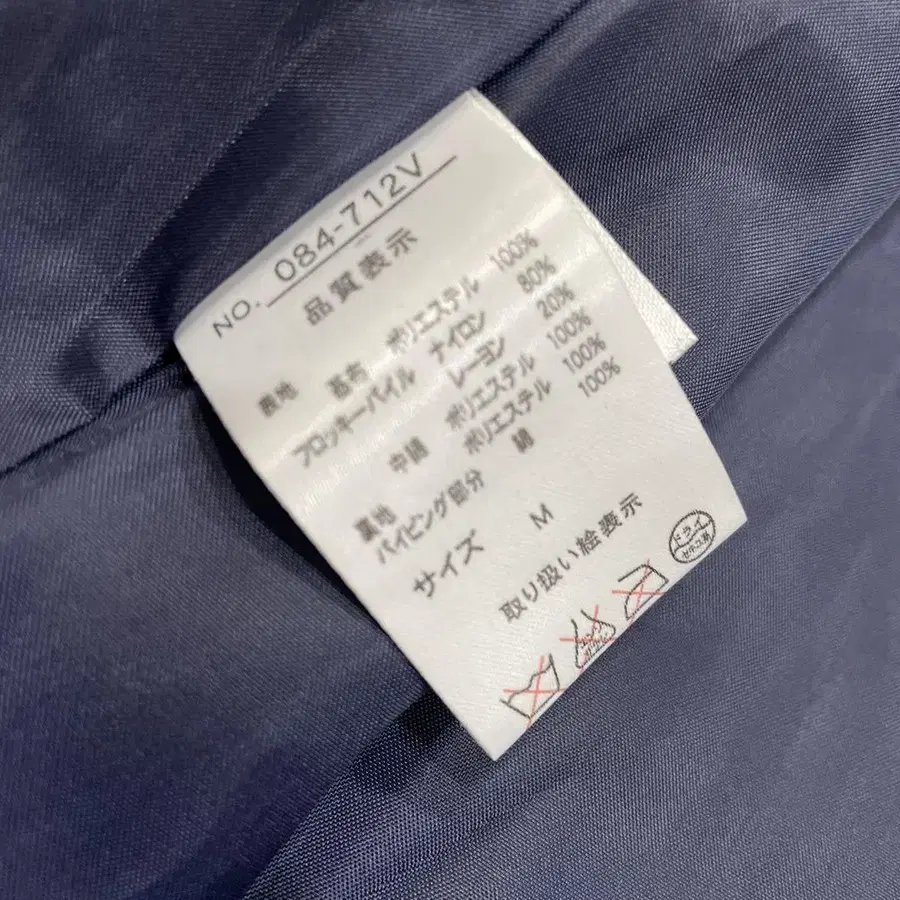 NO. 084-712V
品質表示
表地 基布 ポリエステル 100%
フロッキーパイル ナイロン 80%
レーヨン 20%
中綿 ポリエステル 100%
裏地 ポリエステル 100%
パイピング部分 綿 100%
サイズ M
取り扱い絵表示
ドライ
セキユ系